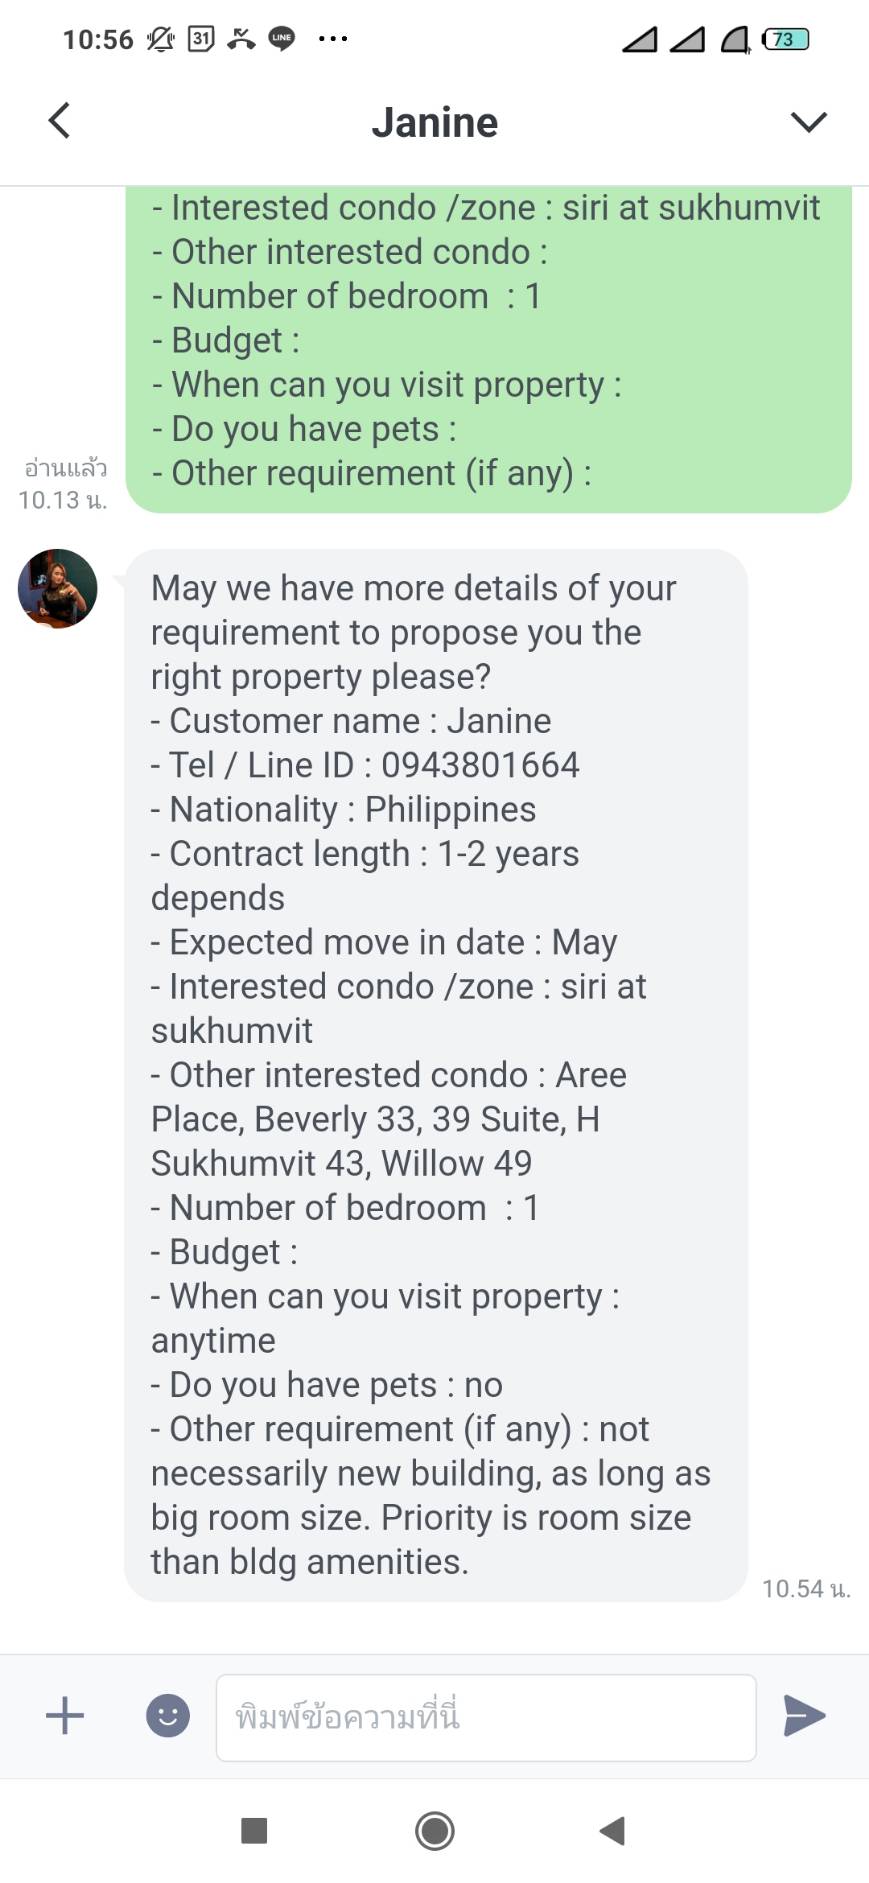 10:56
31
LINE
73
Janine
- Interested condo /zone : siri at sukhumvit
- Other interested condo :
- Number of bedroom  : 1
- Budget :
- When can you visit property :
- Do you have pets :
- Other requirement (if any) :
อ่านแล้ว
10.13 น.
May we have more details of your
requirement to propose you the
right property please?
- Customer name : Janine
- Tel / Line ID : 0943801664
- Nationality : Philippines
- Contract length : 1-2 years
depends
- Expected move in date : May
- Interested condo /zone : siri at
sukhumvit
- Other interested condo : Aree
Place, Beverly 33, 39 Suite, H
Sukhumvit 43, Willow 49
- Number of bedroom  : 1
- Budget :
- When can you visit property :
anytime
- Do you have pets : no
- Other requirement (if any) : not
necessarily new building, as long as
big room size. Priority is room size
than bldg amenities.
10.54 น.
พิมพ์ข้อความที่นี่